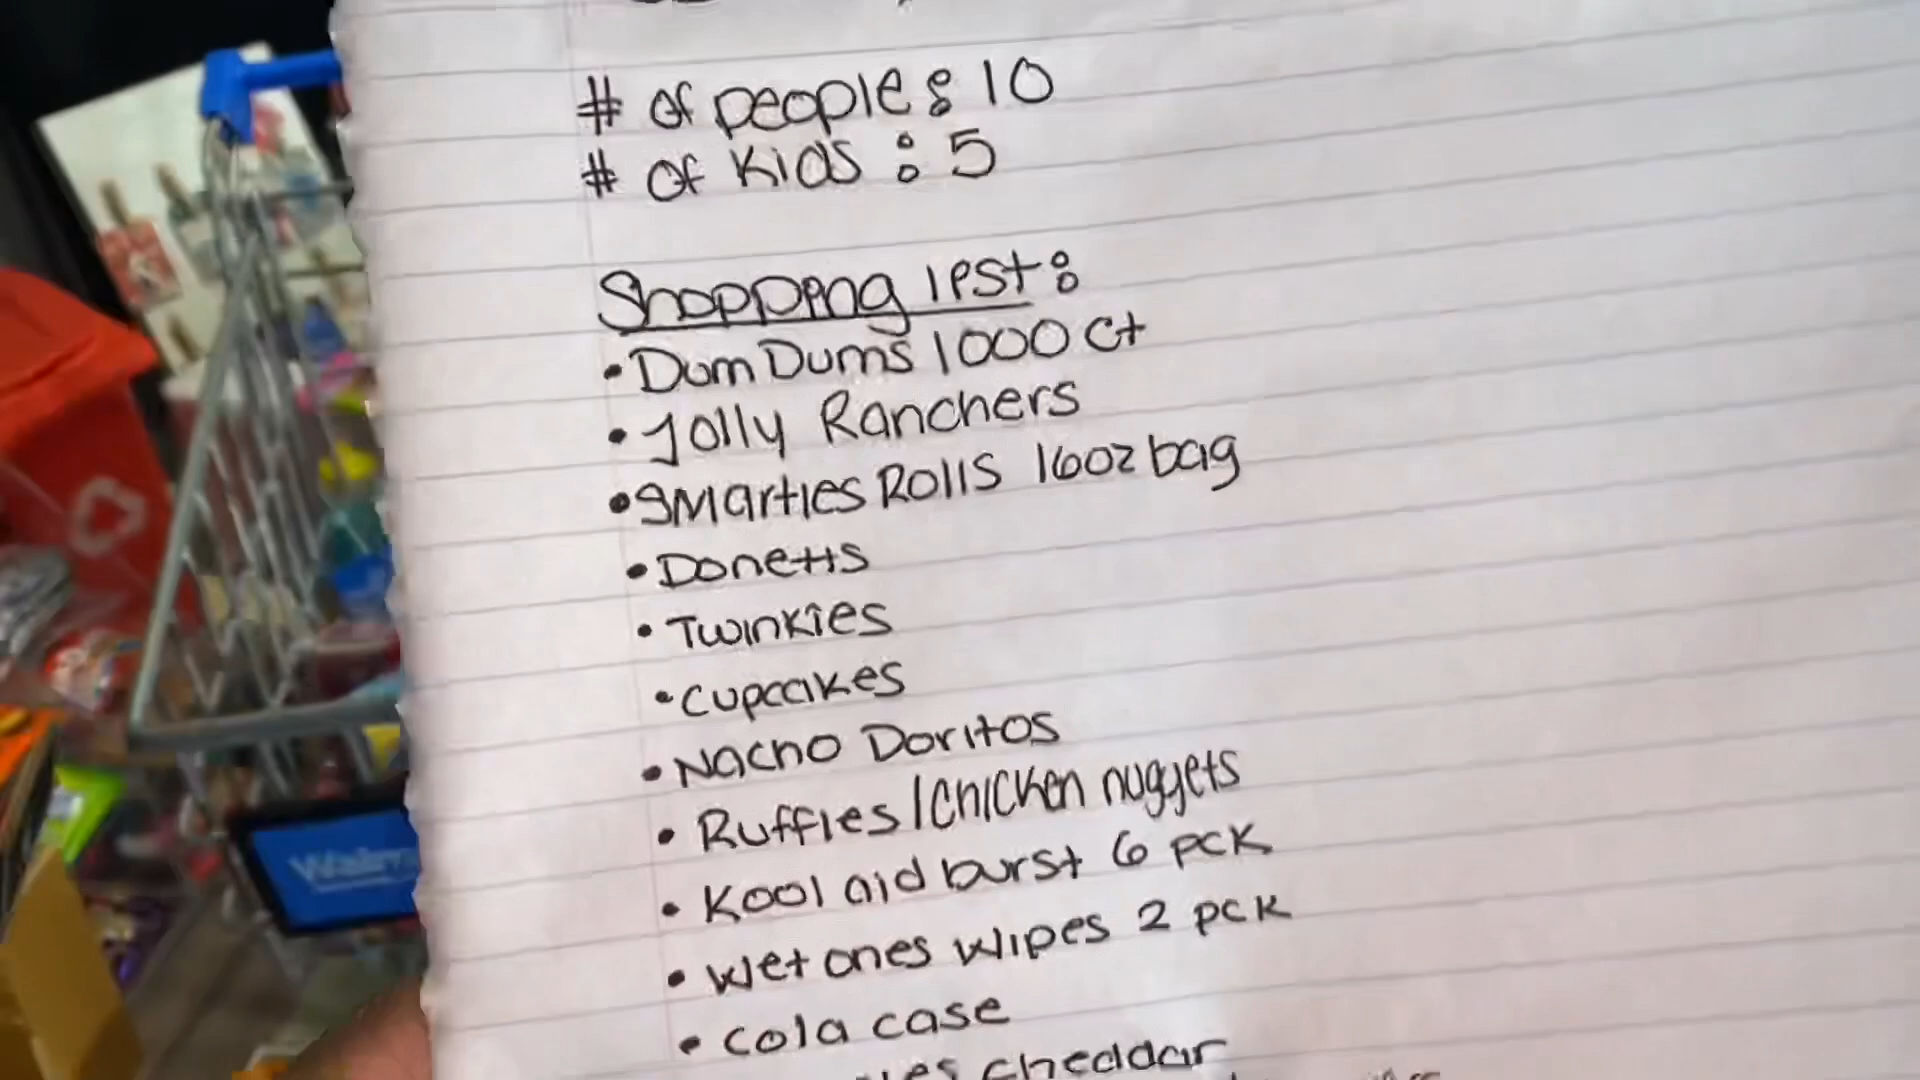 # of people: 10
# of Kids: 5
Shopping list:
• Dum Dums 1000 ct
• Jolly Ranchers
• Smarties Rolls 16oz bag
• Donetts
• Twinkies
• cupcakes
• Nacho Doritos
• Ruffles / chicken nuggets
• Kool aid burst 6 pck
• wet ones wipes 2 pck
• cola case
cheddar